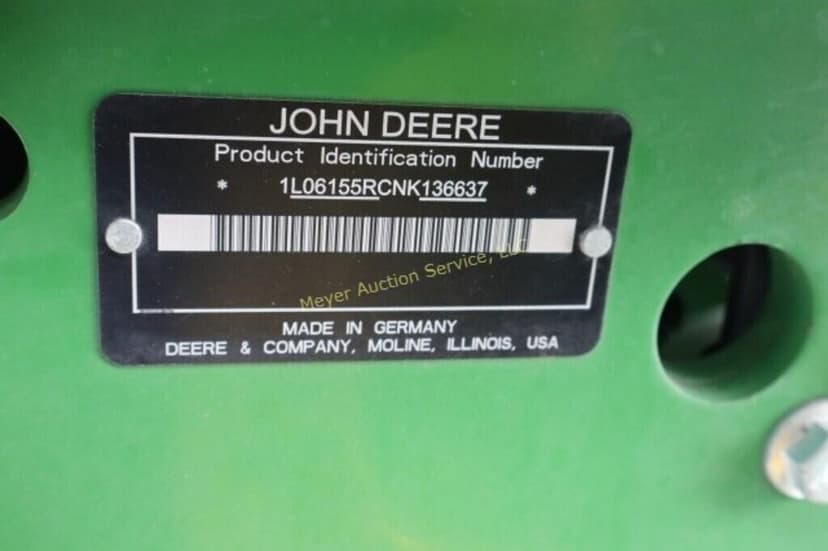 JOHN DEERE
Product Identification Number
* 1L06155RCNK136637 *
Meyer Auction Service, LLC
MADE IN GERMANY
DEERE & COMPANY, MOLINE, ILLINOIS, USA